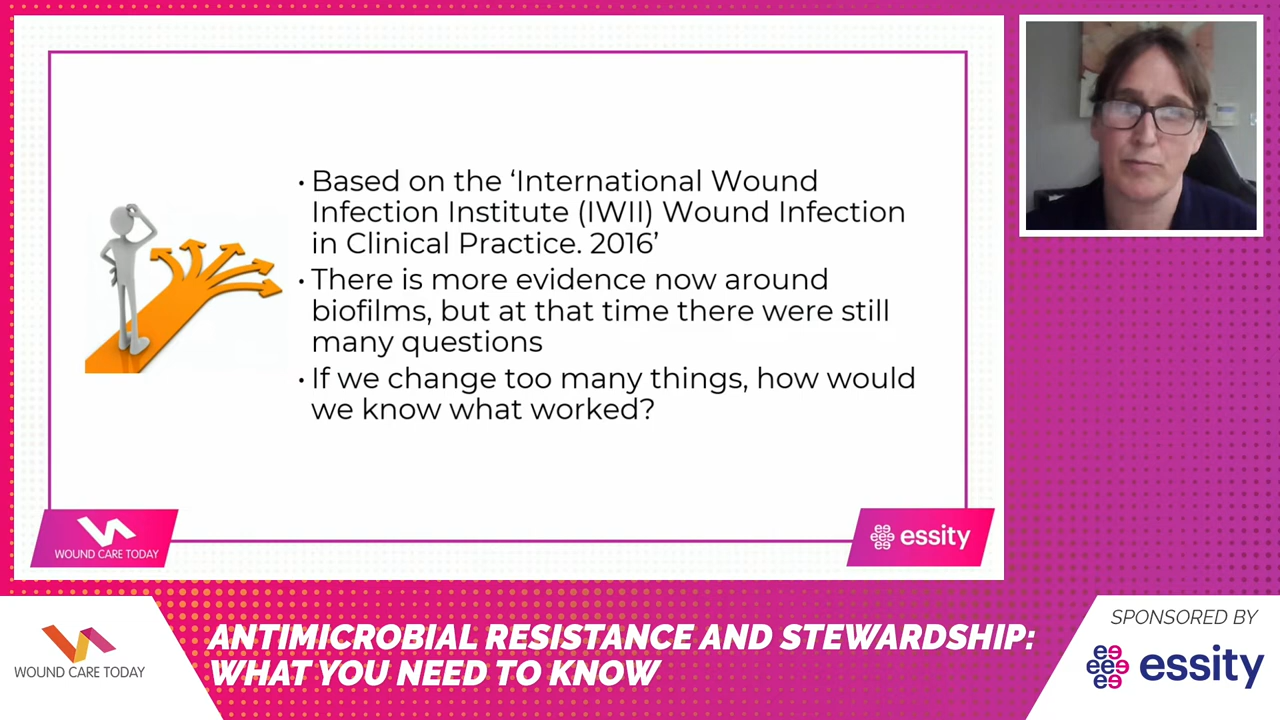 • Based on the ‘International Wound
Infection Institute (IWII) Wound Infection
in Clinical Practice. 2016’
• There is more evidence now around
biofilms, but at that time there were still
many questions
• If we change too many things, how would
we know what worked?
WOUND CARE TODAY
essity
WOUND CARE TODAY
ANTIMICROBIAL RESISTANCE AND STEWARDSHIP:
WHAT YOU NEED TO KNOW
SPONSORED BY
essity